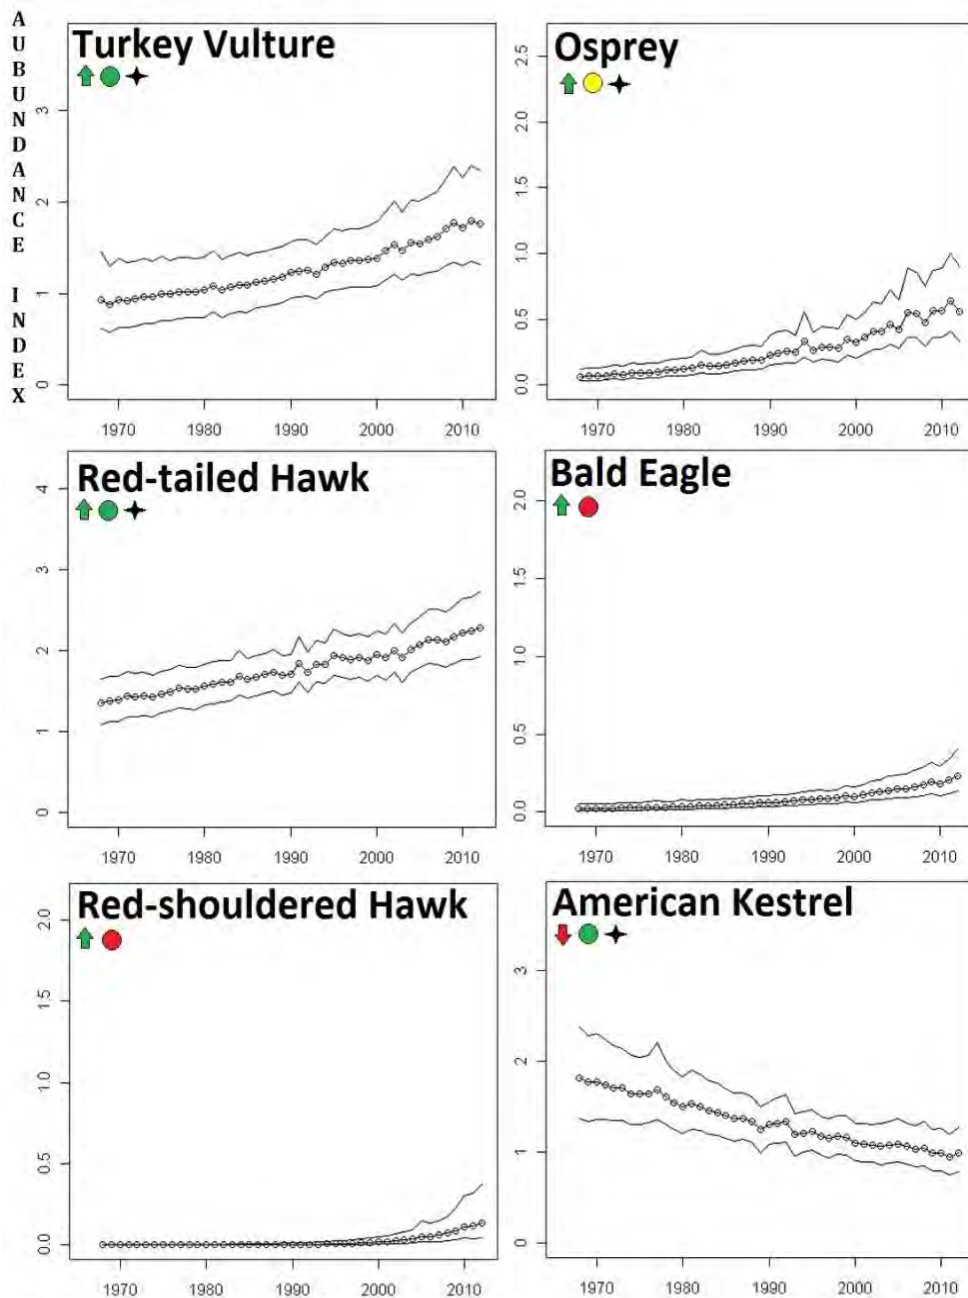 AUBUNDANCE INDEX
Turkey Vulture
3
2
1
0
1970 1980 1990 2000 2010
Osprey
2.5
2.0
1.5
1.0
0.5
0.0
1970 1980 1990 2000 2010
Red-tailed Hawk
4
3
2
1
0
1970 1980 1990 2000 2010
Bald Eagle
2.0
1.5
1.0
0.5
0.0
1970 1980 1990 2000 2010
Red-shouldered Hawk
2.0
1.5
1.0
0.5
0.0
1970 1980 1990 2000 2010
American Kestrel
3
2
1
0
1970 1980 1990 2000 2010